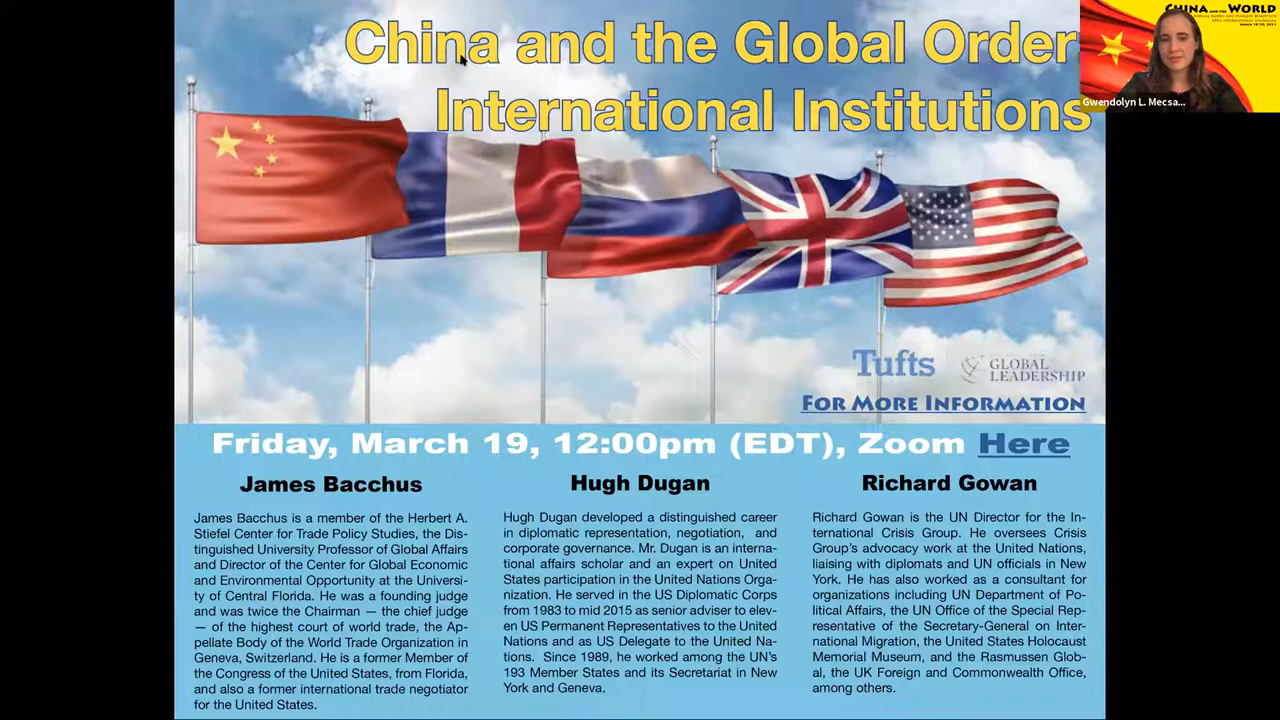 China and the Global Order
International Institutions
CHINA AND THE WORLD
Gwendolyn L. Mecsa...
Tufts
GLOBAL
LEADERSHIP
FOR MORE INFORMATION
Friday, March 19, 12:00pm (EDT), Zoom Here
James Bacchus
James Bacchus is a member of the Herbert A.
Stiefel Center for Trade Policy Studies, the Dis-
tinguished University Professor of Global Affairs
and Director of the Center for Global Economic
and Environmental Opportunity at the Universi-
ty of Central Florida. He was a founding judge
and was twice the Chairman — the chief judge
— of the highest court of world trade, the Ap-
pellate Body of the World Trade Organization in
Geneva, Switzerland. He is a former Member of
the Congress of the United States, from Florida,
and also a former international trade negotiator
for the United States.
Hugh Dugan
Hugh Dugan developed a distinguished career
in diplomatic representation, negotiation, and
corporate governance. Mr. Dugan is an interna-
tional affairs scholar and an expert on United
States participation in the United Nations Orga-
nization. He served in the US Diplomatic Corps
from 1983 to mid 2015 as senior adviser to elev-
en US Permanent Representatives to the United
Nations and as US Delegate to the United Na-
tions. Since 1989, he worked among the UN's
193 Member States and its Secretariat in New
York and Geneva.
Richard Gowan
Richard Gowan is the UN Director for the In-
ternational Crisis Group. He oversees Crisis
Group's advocacy work at the United Nations,
liaising with diplomats and UN officials in New
York. He has also worked as a consultant for
organizations including UN Department of Po-
litical Affairs, the UN Office of the Special Rep-
resentative of the Secretary-General on Inter-
national Migration, the United States Holocaust
Memorial Museum, and the Rasmussen Glob-
al, the UK Foreign and Commonwealth Office,
among others.